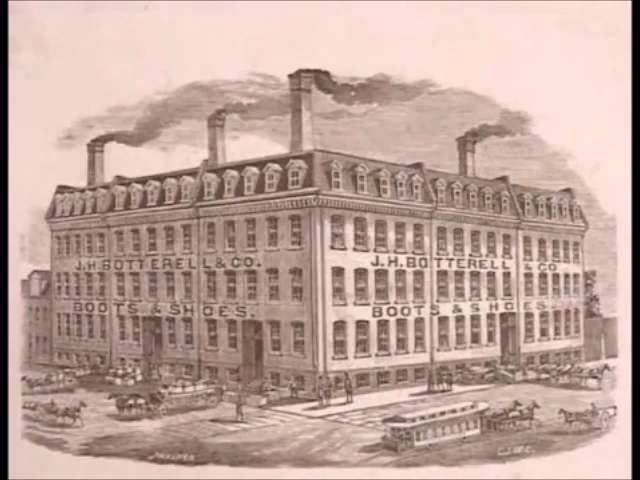 J.H. BOTTERELL & CO.
BOOTS & SHOES.
J.H. BOTTERELL & CO
BOOTS & SHOES.